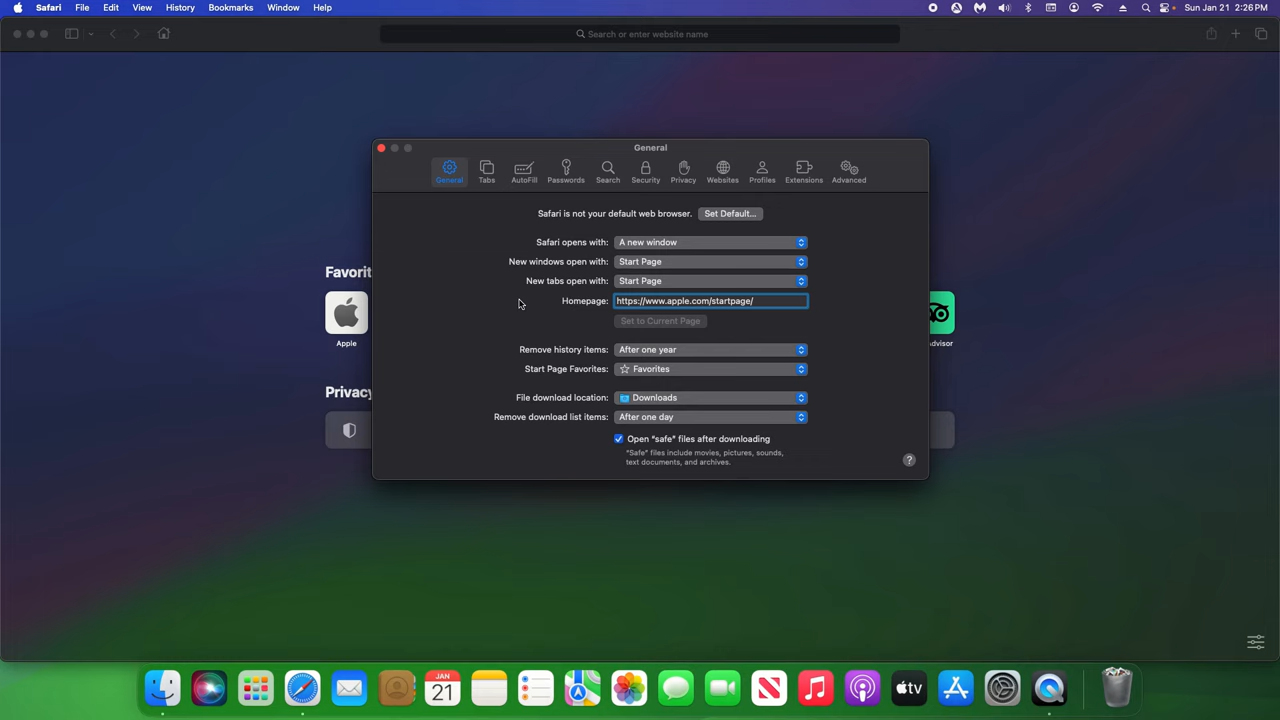 Safari File Edit View History Bookmarks Window Help Sun Jan 21 2:26 PM
Search or enter website name
General
General Tabs AutoFill Passwords Search Security Privacy Websites Profiles Extensions Advanced
Safari is not your default web browser. Set Default...
Safari opens with: A new window
New windows open with: Start Page
New tabs open with: Start Page
Homepage: https://www.apple.com/startpage/
Set to Current Page
Remove history items: After one year
Start Page Favorites: Favorites
File download location: Downloads
Remove download list items: After one day
Open “safe” files after downloading
“Safe” files include movies, pictures, sounds,
text documents, and archives.
?
Favorit
Apple
advisor
Privacy
JAN
21
tv